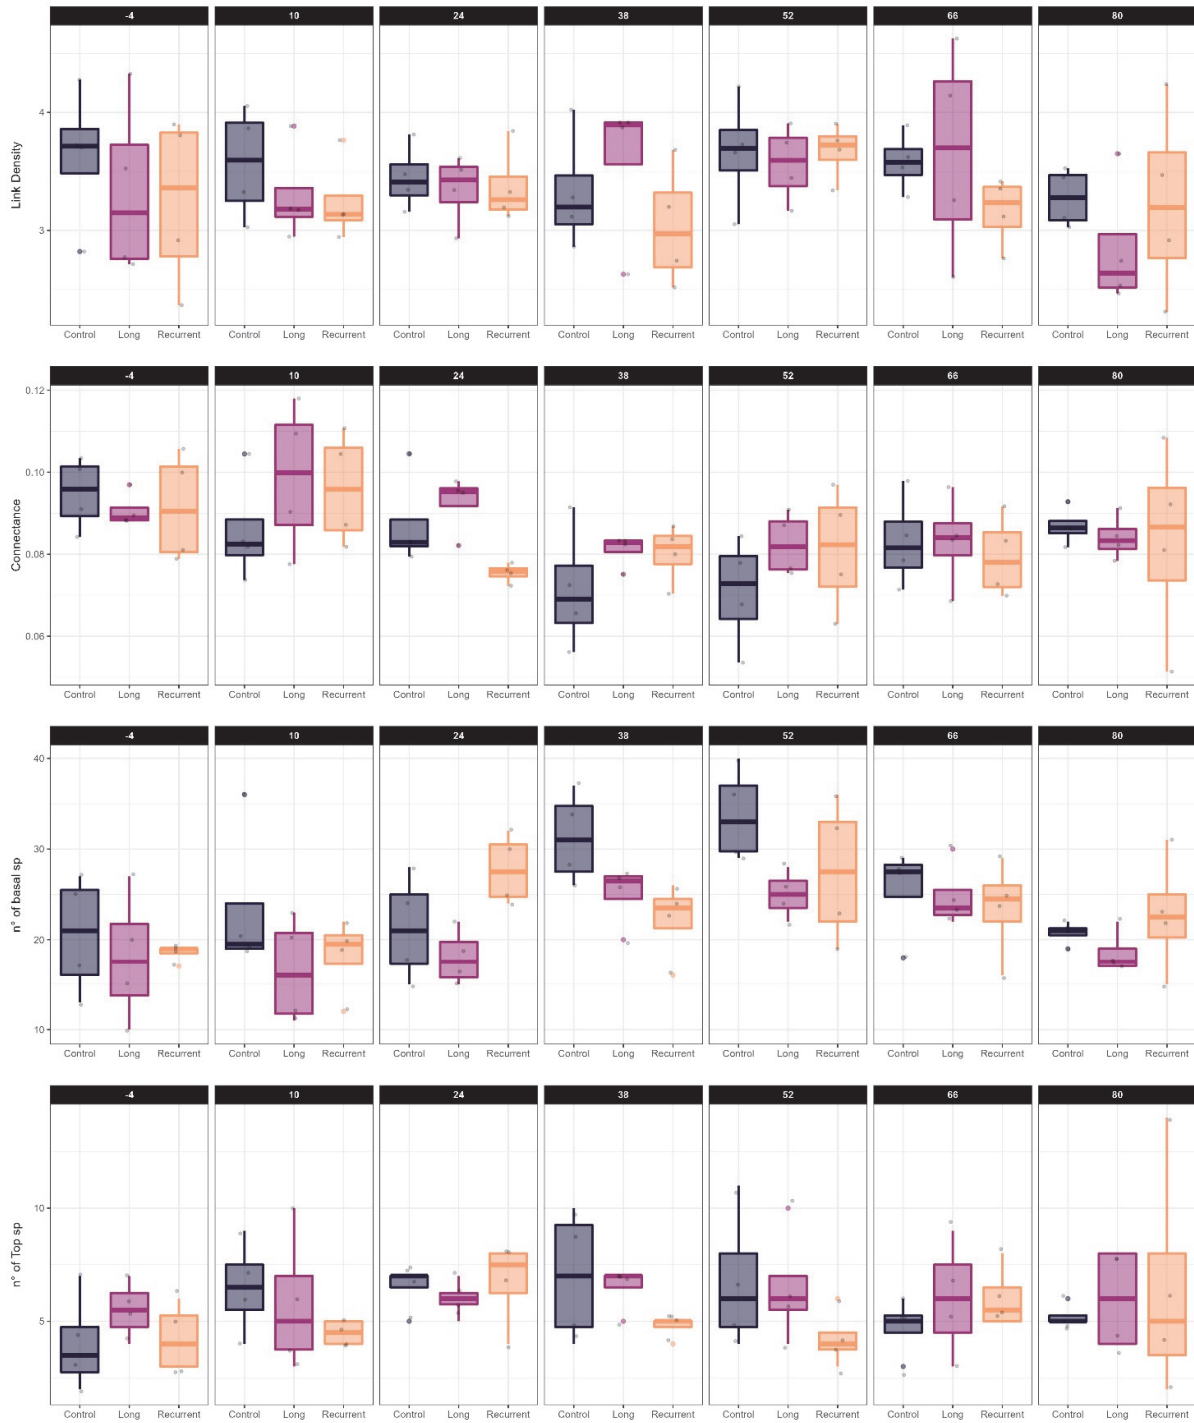 -4 10 24 38 52 66 80
Link Density
4
3
Control Long Recurrent Control Long Recurrent Control Long Recurrent Control Long Recurrent Control Long Recurrent Control Long Recurrent Control Long Recurrent
-4 10 24 38 52 66 80
Connectance
0.12
0.10
0.08
0.06
Control Long Recurrent Control Long Recurrent Control Long Recurrent Control Long Recurrent Control Long Recurrent Control Long Recurrent Control Long Recurrent
-4 10 24 38 52 66 80
n° of basal sp
40
30
20
10
Control Long Recurrent Control Long Recurrent Control Long Recurrent Control Long Recurrent Control Long Recurrent Control Long Recurrent Control Long Recurrent
-4 10 24 38 52 66 80
n° of Top sp
10
5
Control Long Recurrent Control Long Recurrent Control Long Recurrent Control Long Recurrent Control Long Recurrent Control Long Recurrent Control Long Recurrent